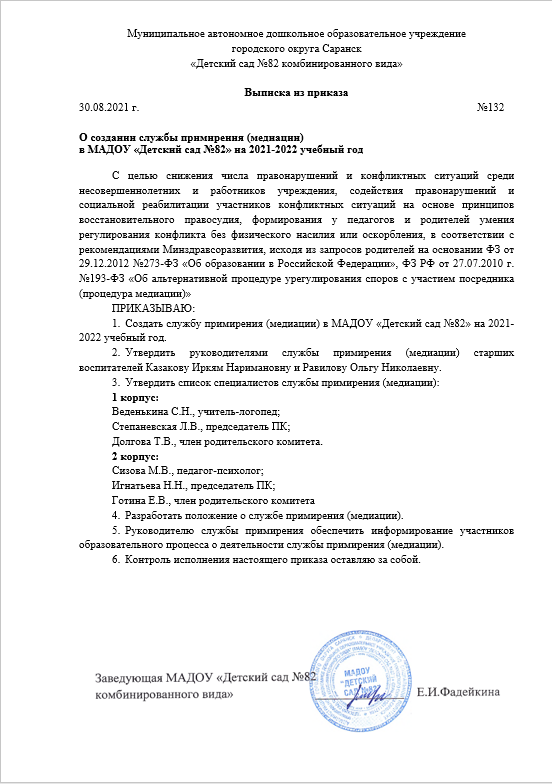 Муниципальное автономное дошкольное образовательное учреждение
городского округа Саранск
«Детский сад №82 комбинированного вида»
Выписка из приказа
30.08.2021 г. №132
О создании службы примирения (медиации)
в МАДОУ «Детский сад №82» на 2021-2022 учебный год
С целью снижения числа правонарушений и конфликтных ситуаций среди
несовершеннолетних и работников учреждения, содействия правонарушений и
социальной реабилитации участников конфликтных ситуаций на основе принципов
восстановительного правосудия, формирования у педагогов и родителей умения
регулирования конфликта без физического насилия или оскорбления, в соответствии с
рекомендациями Минздравсоразвития, исходя из запросов родителей на основании ФЗ от
29.12.2012 №273-ФЗ «Об образовании в Российской Федерации», ФЗ РФ от 27.07.2010 г.
№193-ФЗ «Об альтернативной процедуре урегулирования споров с участием посредника
(процедура медиации)»
ПРИКАЗЫВАЮ:
1. Создать службу примирения (медиации) в МАДОУ «Детский сад №82» на 2021-
2022 учебный год.
2. Утвердить руководителями службы примирения (медиации) старших
воспитателей Казакову Иркям Наримановну и Равилову Ольгу Николаевну.
3. Утвердить список специалистов службы примирения (медиации):
1 корпус:
Веденькина С.Н., учитель-логопед;
Степаневская Л.В., председатель ПК;
Долгова Т.В., член родительского комитета.
2 корпус:
Сизова М.В., педагог-психолог;
Игнатьева Н.Н., председатель ПК;
Готина Е.В., член родительского комитета
4. Разработать положение о службе примирения (медиации).
5. Руководителю службы примирения обеспечить информирование участников
образовательного процесса о деятельности службы примирения (медиации).
6. Контроль исполнения настоящего приказа оставляю за собой.
Заведующая МАДОУ «Детский сад №82
комбинированного вида» Е.И.Фадейкина
МАДОУ
"ДЕТСКИЙ
САД №82"